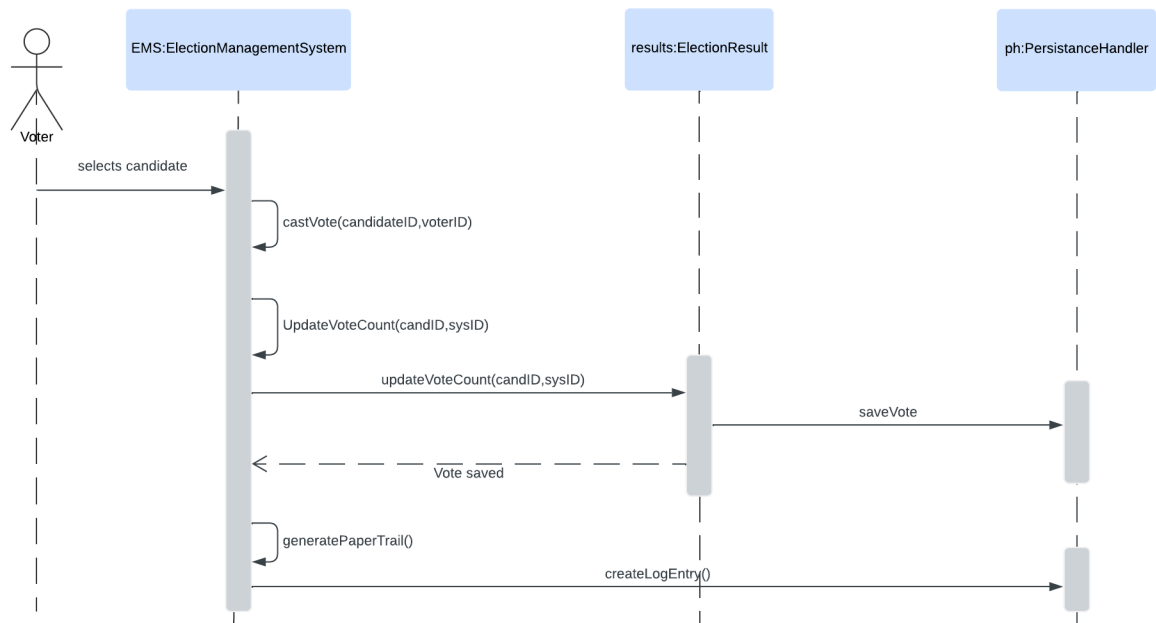 EMS:ElectionManagementSystem
results:ElectionResult
ph:PersistanceHandler
Voter
selects candidate
castVote(candidateID,voterID)
UpdateVoteCount(candID,sysID)
updateVoteCount(candID,sysID)
saveVote
Vote saved
generatePaperTrail()
createLogEntry()